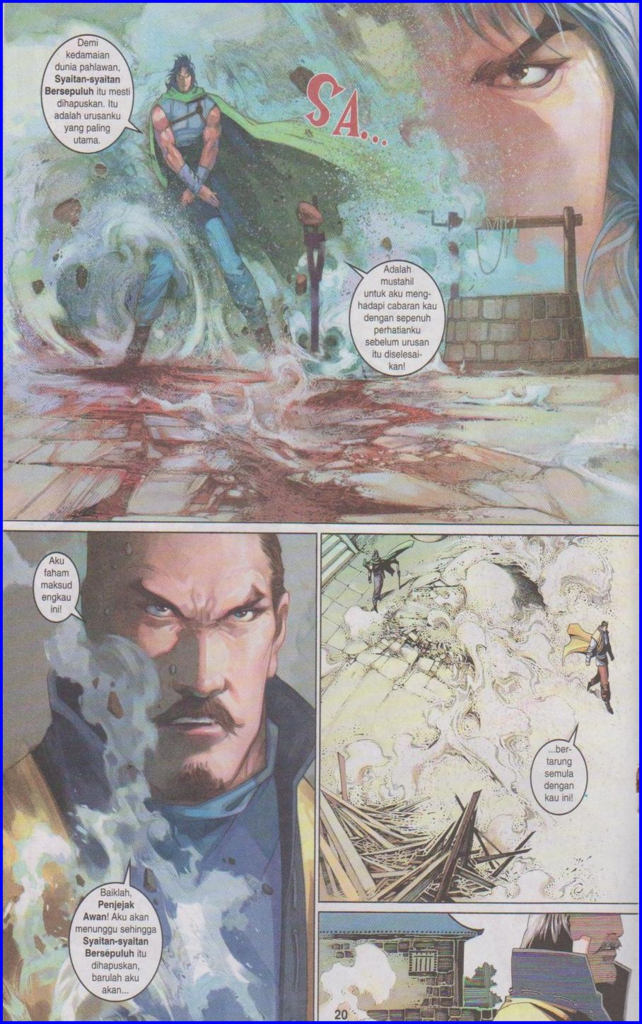 Demi
kedamaian
dunia pahlawan,
Syaitan-syaitan
Bersepuluh itu mesti
dihapuskan. Itu
adalah urusanku
yang paling
utama.
SA...
Adalah
mustahil
untuk aku meng-
hadapi cabaran kau
dengan sepenuh
perhatianku
sebelum urusan
itu diselesai-
kan!
Aku
faham
maksud
engkau
ini!
Baiklah,
Penjejak
Awan! Aku akan
menunggu sehingga
Syaitan-syaitan
Bersepuluh itu
dihapuskan,
barulah aku
akan...
...ber-
tarung
semula
dengan
kau ini!
20